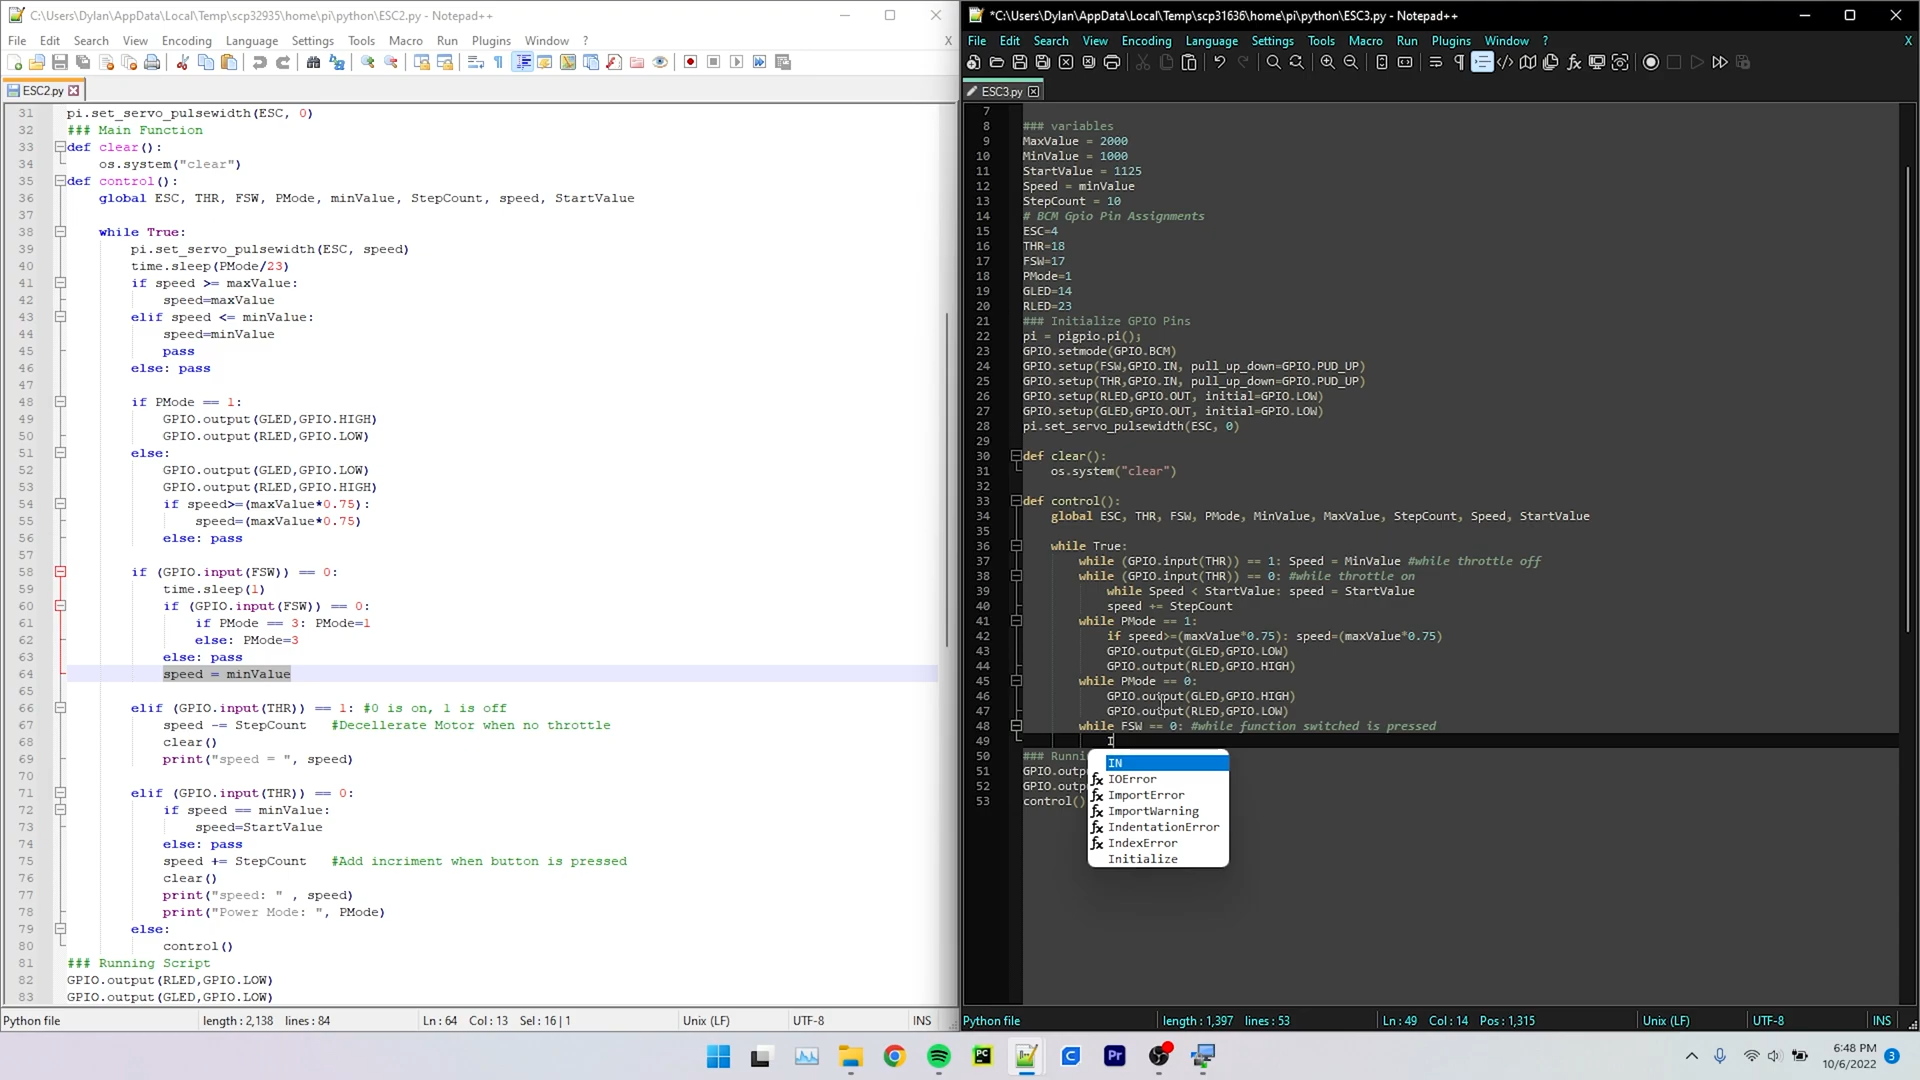 C:\Users\Dylan\AppData\Local\Temp\scp32935\home\pi\python\ESC2.py - Notepad++
File Edit Search View Encoding Language Settings Tools Macro Run Plugins Window ? X
ESC2.py
31 pi.set_servo_pulsewidth(ESC, 0)
32 ### Main Function
33 def clear():
34 os.system("clear")
35 def control():
36 global ESC, THR, FSW, PMode, minValue, StepCount, speed, StartValue
37
38 while True:
39 pi.set_servo_pulsewidth(ESC, speed)
40 time.sleep(PMode/23)
41 if speed >= maxValue:
42 speed=maxValue
43 elif speed <= minValue:
44 speed=minValue
45 pass
46 else: pass
47
48 if PMode == 1:
49 GPIO.output(GLED,GPIO.HIGH)
50 GPIO.output(RLED,GPIO.LOW)
51 else:
52 GPIO.output(GLED,GPIO.LOW)
53 GPIO.output(RLED,GPIO.HIGH)
54 if speed>=(maxValue*0.75):
55 speed=(maxValue*0.75)
56 else: pass
57
58 if (GPIO.input(FSW)) == 0:
59 time.sleep(1)
60 if (GPIO.input(FSW)) == 0:
61 if PMode == 3: PMode=1
62 else: PMode=3
63 else: pass
64 speed = minValue
65
66 elif (GPIO.input(THR)) == 1: #0 is on, 1 is off
67 speed -= StepCount #Decellerate Motor when no throttle
68 clear()
69 print("speed = ", speed)
70
71 elif (GPIO.input(THR)) == 0:
72 if speed == minValue:
73 speed=StartValue
74 else: pass
75 speed += StepCount #Add incriment when button is pressed
76 clear()
77 print("speed: " , speed)
78 print("Power Mode: ", PMode)
79 else:
80 control()
81 ### Running Script
82 GPIO.output(RLED,GPIO.LOW)
83 GPIO.output(GLED,GPIO.LOW)
Python file length : 2,138 lines : 84 Ln : 64 Col : 13 Sel : 16 | 1 Unix (LF) UTF-8 INS
*C:\Users\Dylan\AppData\Local\Temp\scp31636\home\pi\python\ESC3.py - Notepad++
File Edit Search View Encoding Language Settings Tools Macro Run Plugins Window ? X
ESC3.py
7
8 ### variables
9 MaxValue = 2000
10 MinValue = 1000
11 StartValue = 1125
12 Speed = minValue
13 StepCount = 10
14 # BCM Gpio Pin Assignments
15 ESC=4
16 THR=18
17 FSW=17
18 PMode=1
19 GLED=14
20 RLED=23
21 ### Initialize GPIO Pins
22 pi = pigpio.pi();
23 GPIO.setmode(GPIO.BCM)
24 GPIO.setup(FSW,GPIO.IN, pull_up_down=GPIO.PUD_UP)
25 GPIO.setup(THR,GPIO.IN, pull_up_down=GPIO.PUD_UP)
26 GPIO.setup(RLED,GPIO.OUT, initial=GPIO.LOW)
27 GPIO.setup(GLED,GPIO.OUT, initial=GPIO.LOW)
28 pi.set_servo_pulsewidth(ESC, 0)
29
30 def clear():
31 os.system("clear")
32
33 def control():
34 global ESC, THR, FSW, PMode, MinValue, MaxValue, StepCount, Speed, StartValue
35
36 while True:
37 while (GPIO.input(THR)) == 1: Speed = MinValue #while throttle off
38 while (GPIO.input(THR)) == 0: #while throttle on
39 while Speed < StartValue: speed = StartValue
40 speed += StepCount
41 while PMode == 1:
42 if speed>=(maxValue*0.75): speed=(maxValue*0.75)
43 GPIO.output(GLED,GPIO.LOW)
44 GPIO.output(RLED,GPIO.HIGH)
45 while PMode == 0:
46 GPIO.output(GLED,GPIO.HIGH)
47 GPIO.output(RLED,GPIO.LOW)
48 while FSW == 0: #while function switched is pressed
49 I
50 ### Runni
51 GPIO.outp
52 GPIO.outp
53 control()
IN
IOError
ImportError
ImportWarning
IndentationError
IndexError
Initialize
Python file length : 1,397 lines : 53 Ln : 49 Col : 14 Pos : 1,315 Unix (LF) UTF-8 INS
PC
Pr
6:48 PM
10/6/2022
3